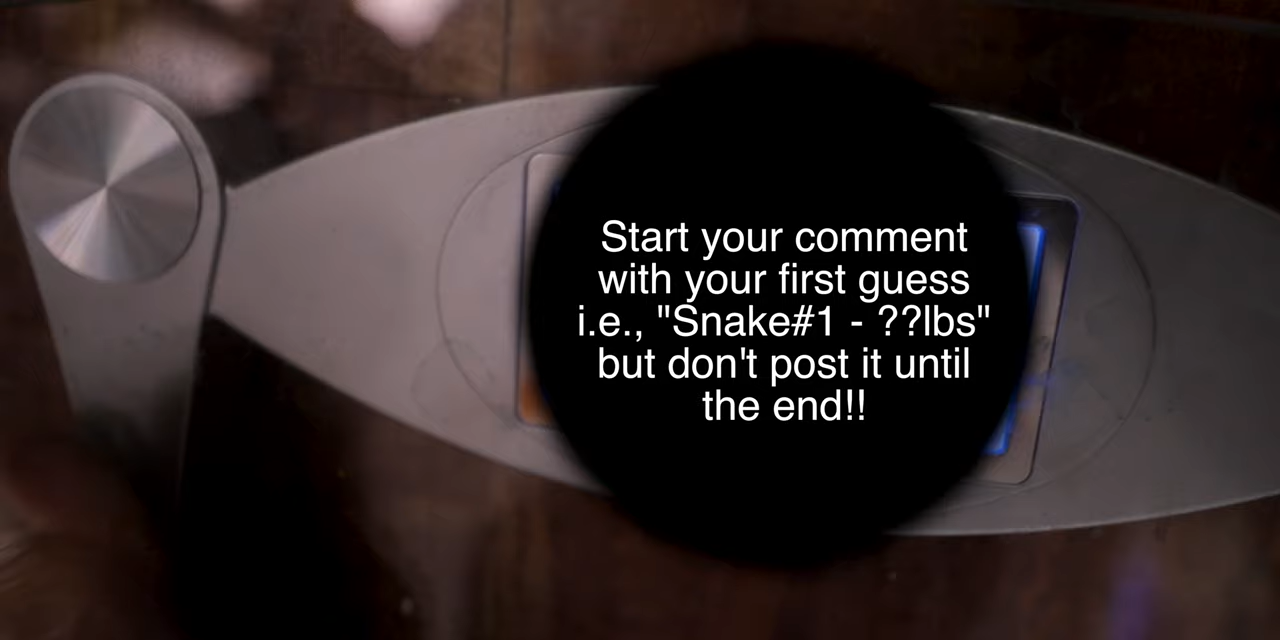 Start your comment
with your first guess
i.e., "Snake#1 - ??lbs"
but don't post it until
the end!!